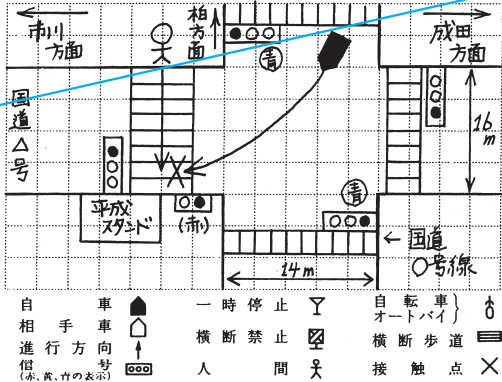 市川
方面
柏方面
青
成田
方面
国道△号
16m
平成
スタンド
(赤)
青
国道
○号線
14m
自車
相手車
進行方向
信号
(赤、黄、青の表示)
一時停止
横断禁止
人間
自転車
オートバイ
横断歩道
接触点